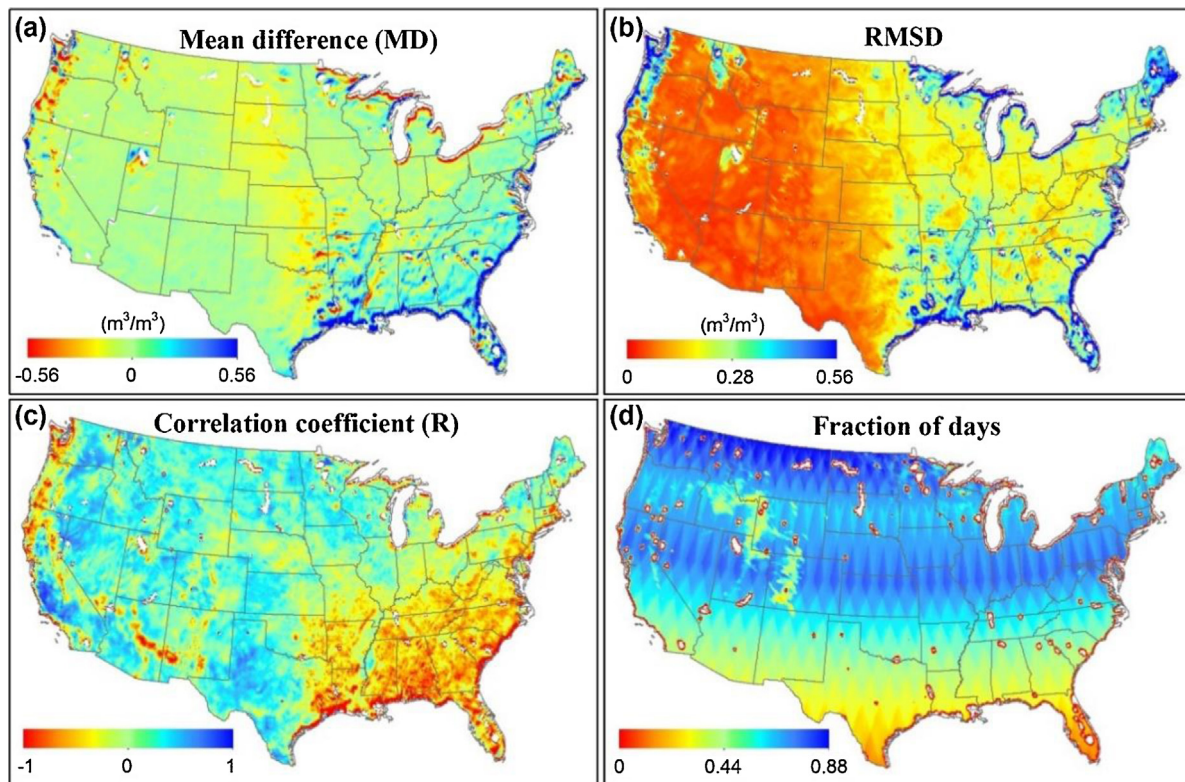 (a)
Mean difference (MD)
(m³/m³)
-0.56 0 0.56
(b)
RMSD
(m³/m³)
0 0.28 0.56
(c)
Correlation coefficient (R)
-1 0 1
(d)
Fraction of days
0 0.44 0.88